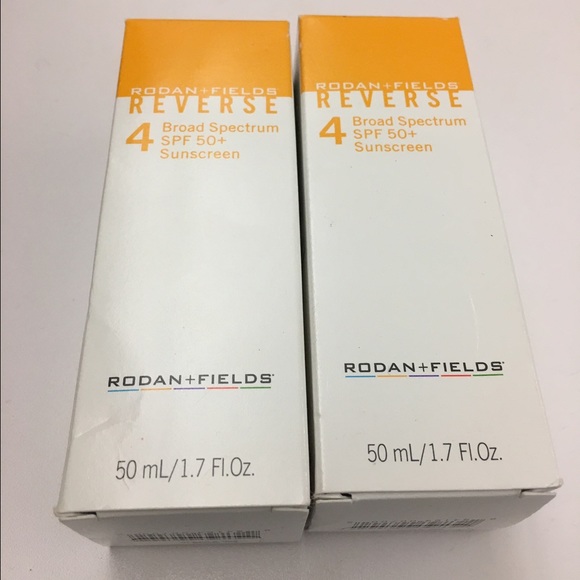 RODAN+FIELDS
REVERSE
4 Broad Spectrum
SPF 50+
Sunscreen
RODAN+FIELDS
50 mL/1.7 Fl.Oz.
RODAN+FIELDS
REVERSE
4 Broad Spectrum
SPF 50+
Sunscreen
RODAN+FIELDS
50 mL/1.7 Fl.Oz.